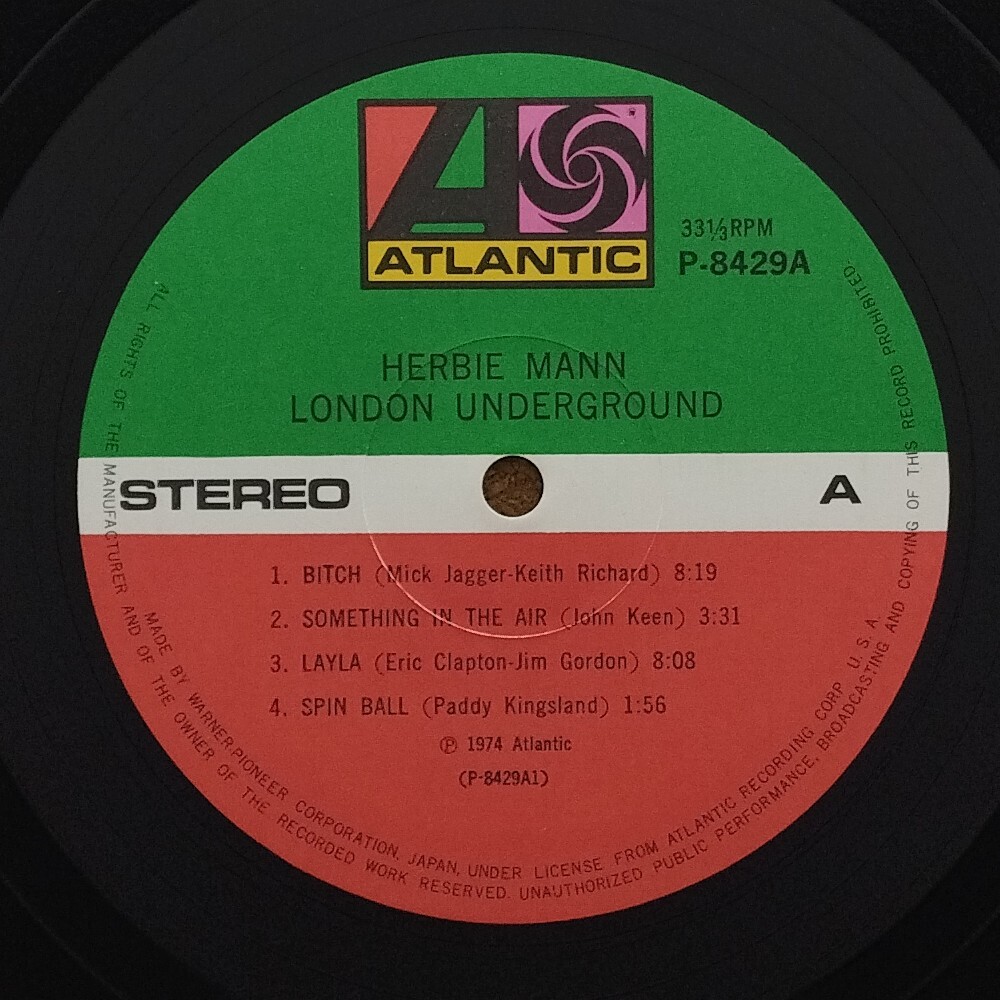 ATLANTIC
33⅓RPM
P-8429A
HERBIE MANN
LONDON UNDERGROUND
STEREO
A
1. BITCH (Mick Jagger-Keith Richard) 8:19
2. SOMETHING IN THE AIR (John Keen) 3:31
3. LAYLA (Eric Clapton-Jim Gordon) 8:08
4. SPIN BALL (Paddy Kingsland) 1:56
℗ 1974 Atlantic
(P-8429A1)
MADE BY WARNER-PIONEER CORPORATION, JAPAN, UNDER LICENSE FROM ATLANTIC RECORDING CORP. U. S. A.
ALL RIGHTS OF THE MANUFACTURER AND OF THE OWNER OF THE RECORDED WORK RESERVED. UNAUTHORIZED PUBLIC PERFORMANCE, BROADCASTING AND COPYING OF THIS RECORD PROHIBITED.